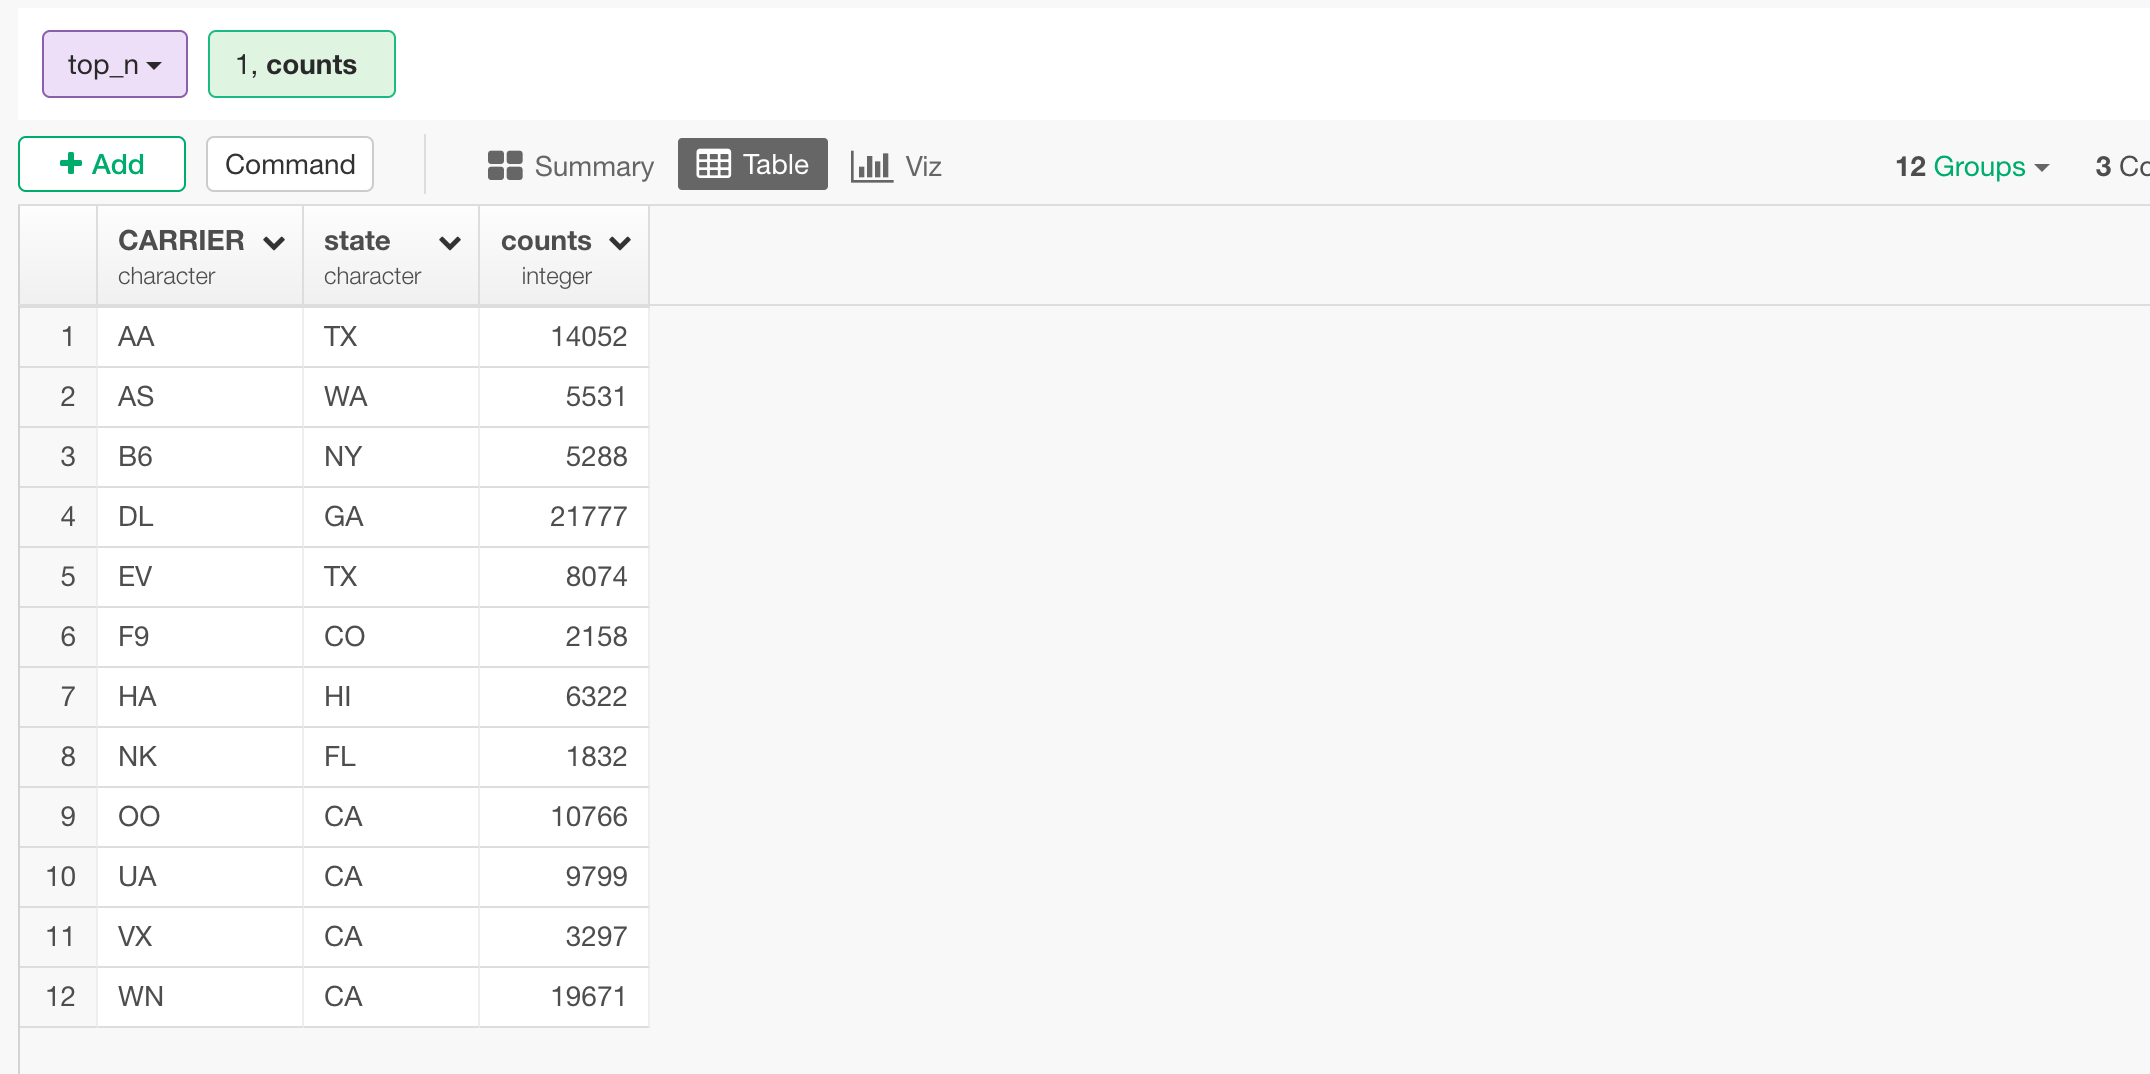 top_n 1, counts
Add Command Summary Table Viz 12 Groups 3 Co
CARRIER state counts
character character integer
1 AA TX 14052
2 AS WA 5531
3 B6 NY 5288
4 DL GA 21777
5 EV TX 8074
6 F9 CO 2158
7 HA HI 6322
8 NK FL 1832
9 OO CA 10766
10 UA CA 9799
11 VX CA 3297
12 WN CA 19671